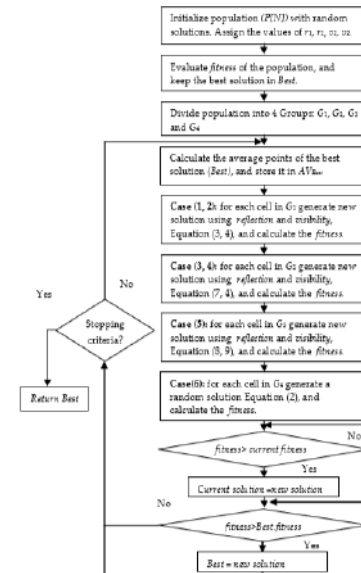 Initialize population (P[N]) with random
solutions. Assign the values of r1, r2, v1, v2
Evaluate fitness of the population, and
keep the best solution in Best.
Divide population into 4 Groups: G1, G2, G3
and G4
Calculate the average points of the best
solution (Best), and store it in AVBest
Case (1, 2): for each cell in G1 generate new
solution using reflection and visibility,
Equation (3, 4), and calculate the fitness.
Case (3, 4): for each cell in G2 generate new
solution using reflection and visibility,
Equation (7, 4), and calculate the fitness.
Case (5): for each cell in G3 generate new
solution using reflection and visibility,
Equation (8, 9), and calculate the fitness.
Case(6): for each cell in G4 generate a
random solution Equation (2), and
calculate the fitness.
No
fitness> current fitness
Yes
Current solution =new solution
No
fitness>Best fitness
Yes
Best = new solution
No
Yes
Stopping
criteria?
Return Best